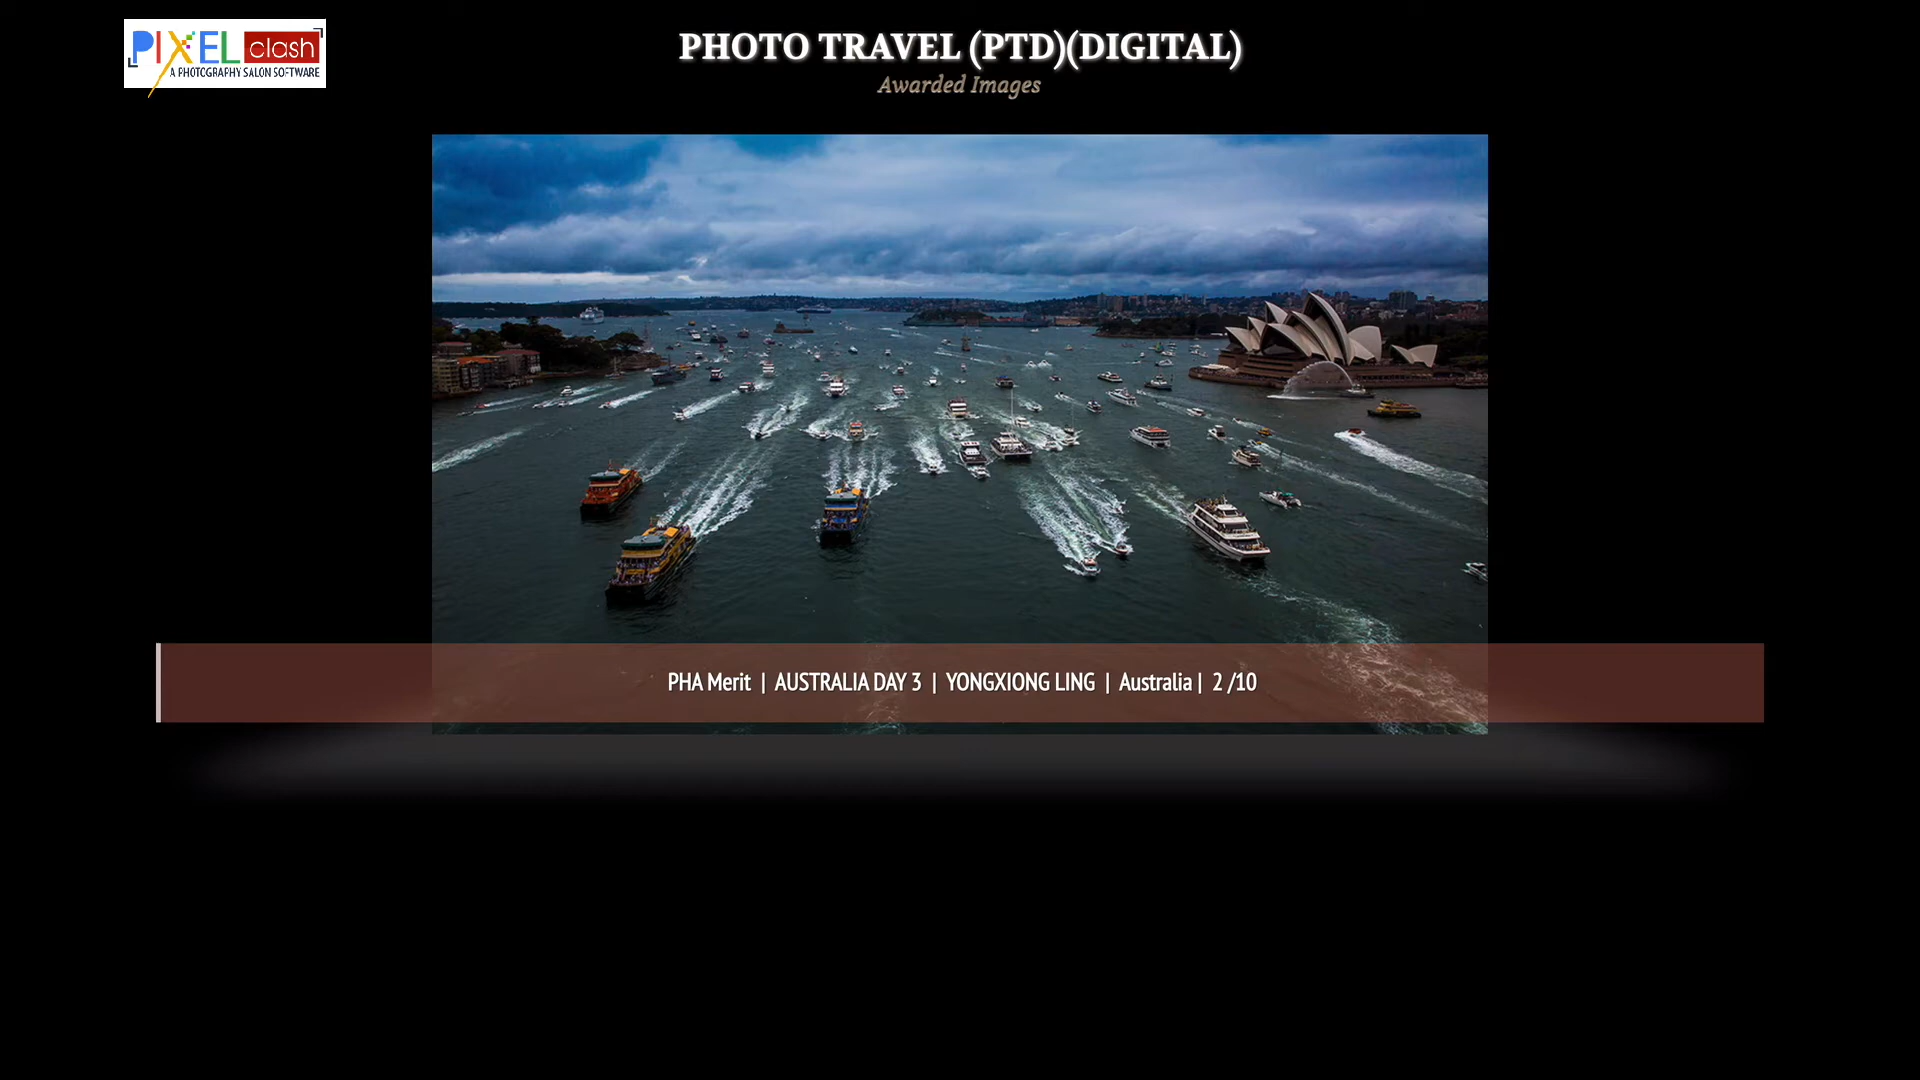 PIXEL clash
A PHOTOGRAPHY SALON SOFTWARE
PHOTO TRAVEL (PTD)(DIGITAL)
Awarded Images
PHA Merit | AUSTRALIA DAY 3 | YONGXIONG LING | Australia | 2 /10